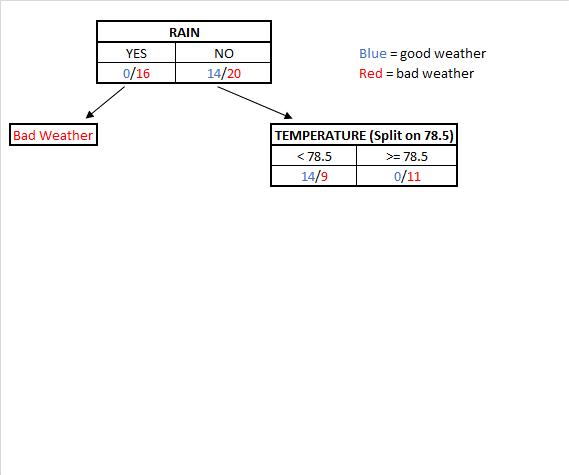 RAIN
YES NO
0/16 14/20
Blue = good weather
Red = bad weather
Bad Weather
TEMPERATURE (Split on 78.5)
< 78.5 >= 78.5
14/9 0/11